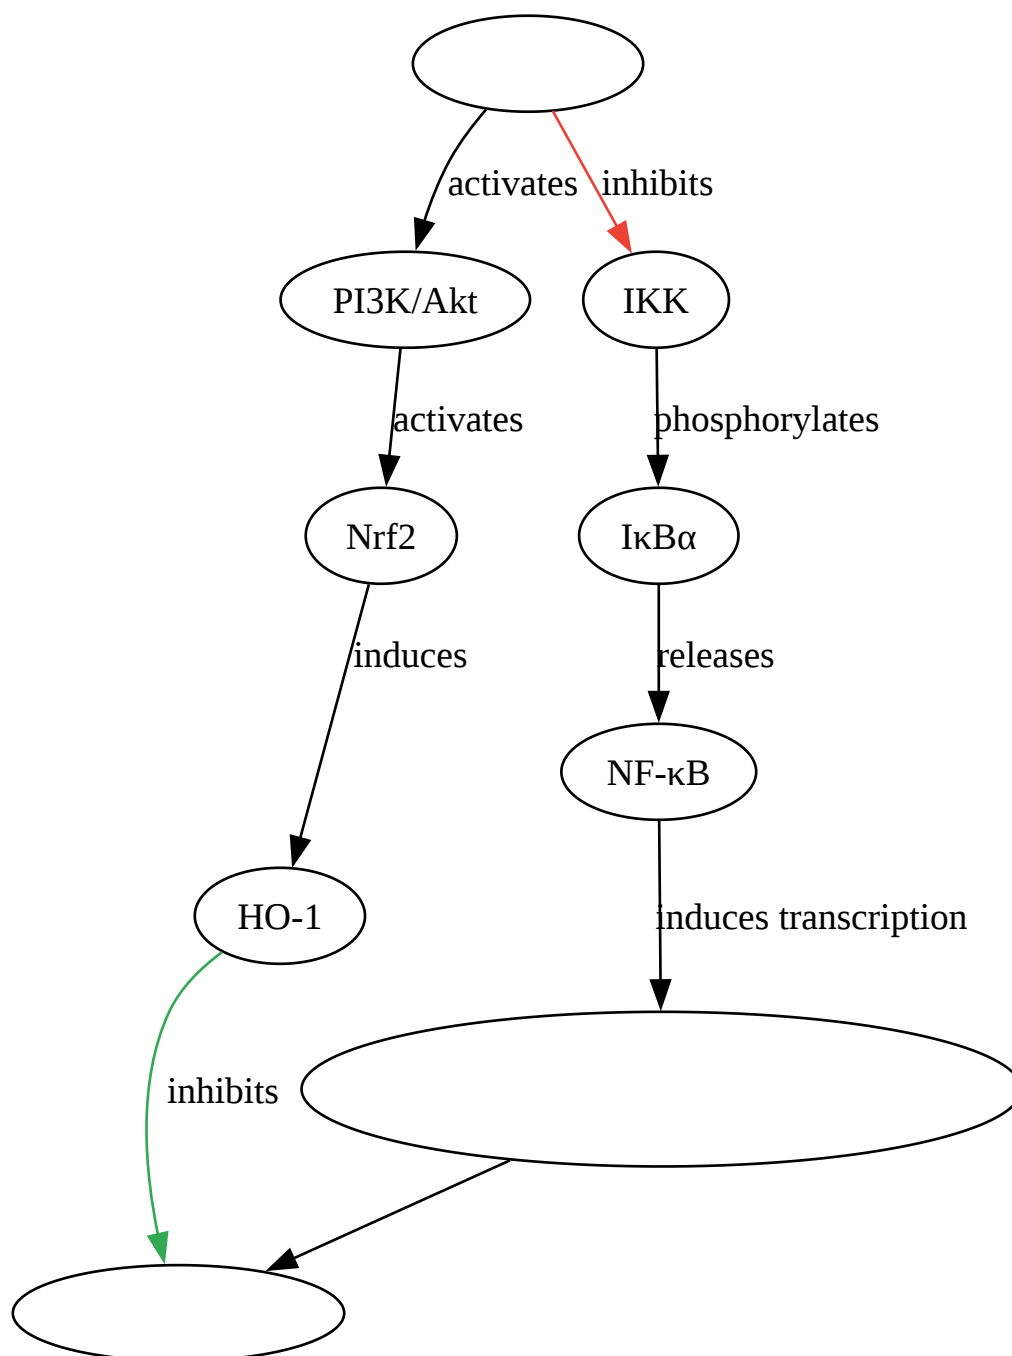 activates
inhibits
PI3K/Akt
IKK
activates
phosphorylates
Nrf2
IκBα
induces
releases
NF-κB
HO-1
induces transcription
inhibits